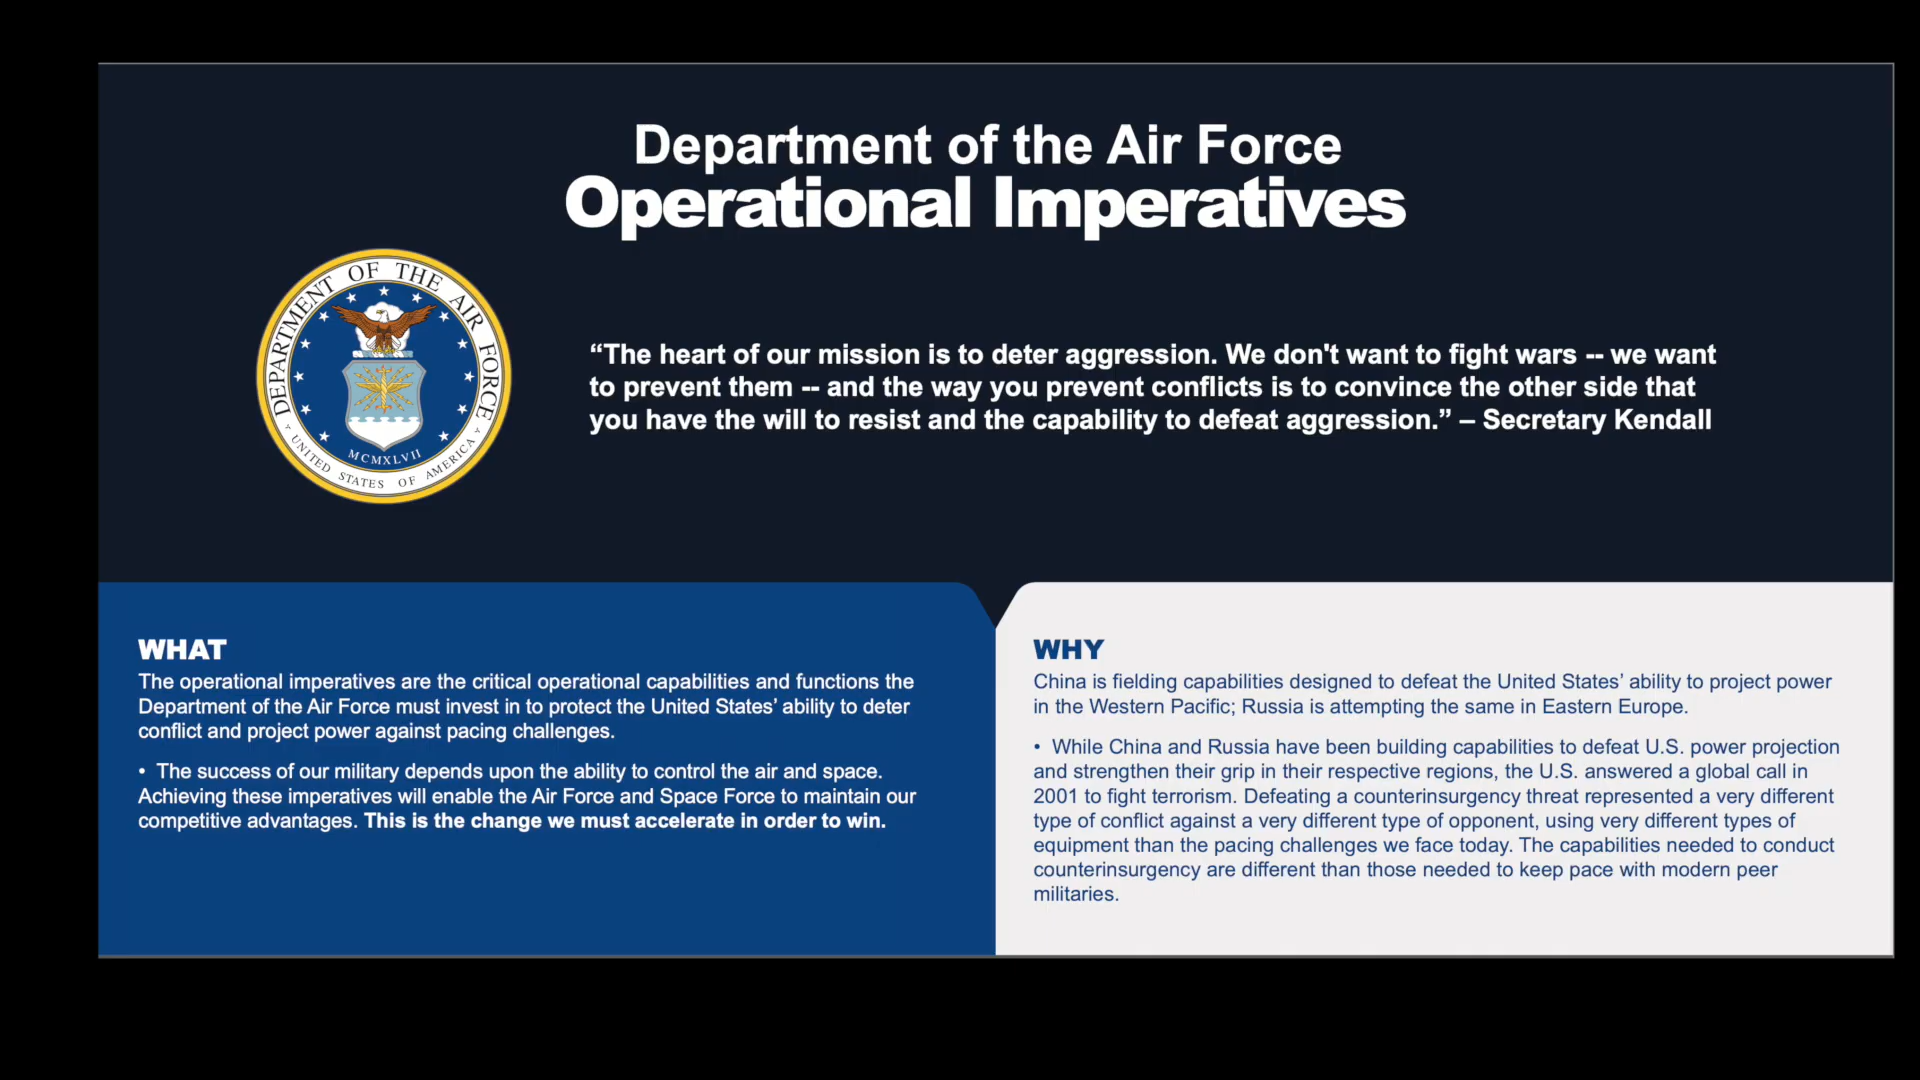 Department of the Air Force
Operational Imperatives
DEPARTMENT OF THE AIR FORCE
UNITED STATES OF AMERICA
MCMXLVII
“The heart of our mission is to deter aggression. We don't want to fight wars -- we want
to prevent them -- and the way you prevent conflicts is to convince the other side that
you have the will to resist and the capability to defeat aggression.” – Secretary Kendall
WHAT
The operational imperatives are the critical operational capabilities and functions the
Department of the Air Force must invest in to protect the United States’ ability to deter
conflict and project power against pacing challenges.
• The success of our military depends upon the ability to control the air and space.
Achieving these imperatives will enable the Air Force and Space Force to maintain our
competitive advantages. This is the change we must accelerate in order to win.
WHY
China is fielding capabilities designed to defeat the United States’ ability to project power
in the Western Pacific; Russia is attempting the same in Eastern Europe.
• While China and Russia have been building capabilities to defeat U.S. power projection
and strengthen their grip in their respective regions, the U.S. answered a global call in
2001 to fight terrorism. Defeating a counterinsurgency threat represented a very different
type of conflict against a very different type of opponent, using very different types of
equipment than the pacing challenges we face today. The capabilities needed to conduct
counterinsurgency are different than those needed to keep pace with modern peer
militaries.